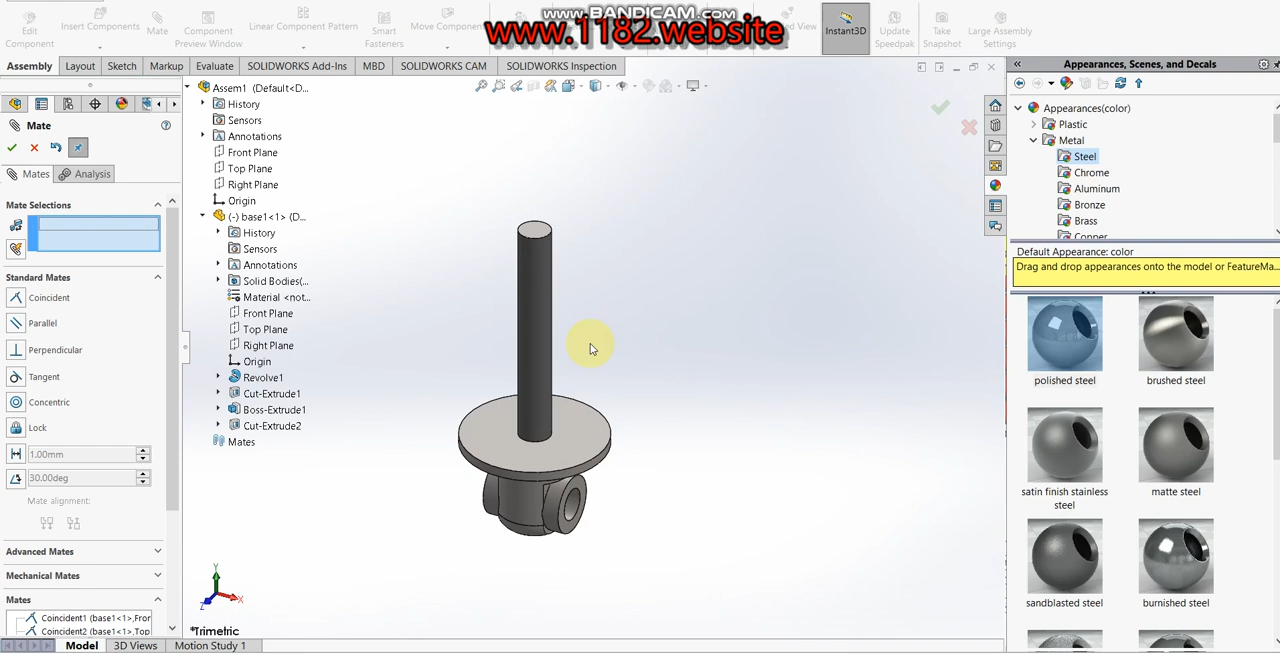 www.BANDICAM.com
www.1182.website
Edit
Component
Insert Components
Mate
Component
Preview Window
Linear Component Pattern
Smart
Fasteners
Move Component
Instant3D
Update
Speedpak
Take
Snapshot
Large Assembly
Settings
Assembly
Layout
Sketch
Markup
Evaluate
SOLIDWORKS Add-Ins
MBD
SOLIDWORKS CAM
SOLIDWORKS Inspection
Mate
Mates
Analysis
Mate Selections
Standard Mates
Coincident
Parallel
Perpendicular
Tangent
Concentric
Lock
1.00mm
30.00deg
Mate alignment:
Advanced Mates
Mechanical Mates
Mates
Coincident1 (base1<1>,Fror
Coincident2 (base1<1>,Top
Assem1 (Default<D...
History
Sensors
Annotations
Front Plane
Top Plane
Right Plane
Origin
(-) base1<1> (D...
History
Sensors
Annotations
Solid Bodies(...
Material <not...
Front Plane
Top Plane
Right Plane
Origin
Revolve1
Cut-Extrude1
Boss-Extrude1
Cut-Extrude2
Mates
Y
X
Z
*Trimetric
Model
3D Views
Motion Study 1
Appearances, Scenes, and Decals
Appearances(color)
Plastic
Metal
Steel
Chrome
Aluminum
Bronze
Brass
Copper
Default Appearance: color
Drag and drop appearances onto the model or FeatureMa...
polished steel
brushed steel
satin finish stainless
steel
matte steel
sandblasted steel
burnished steel